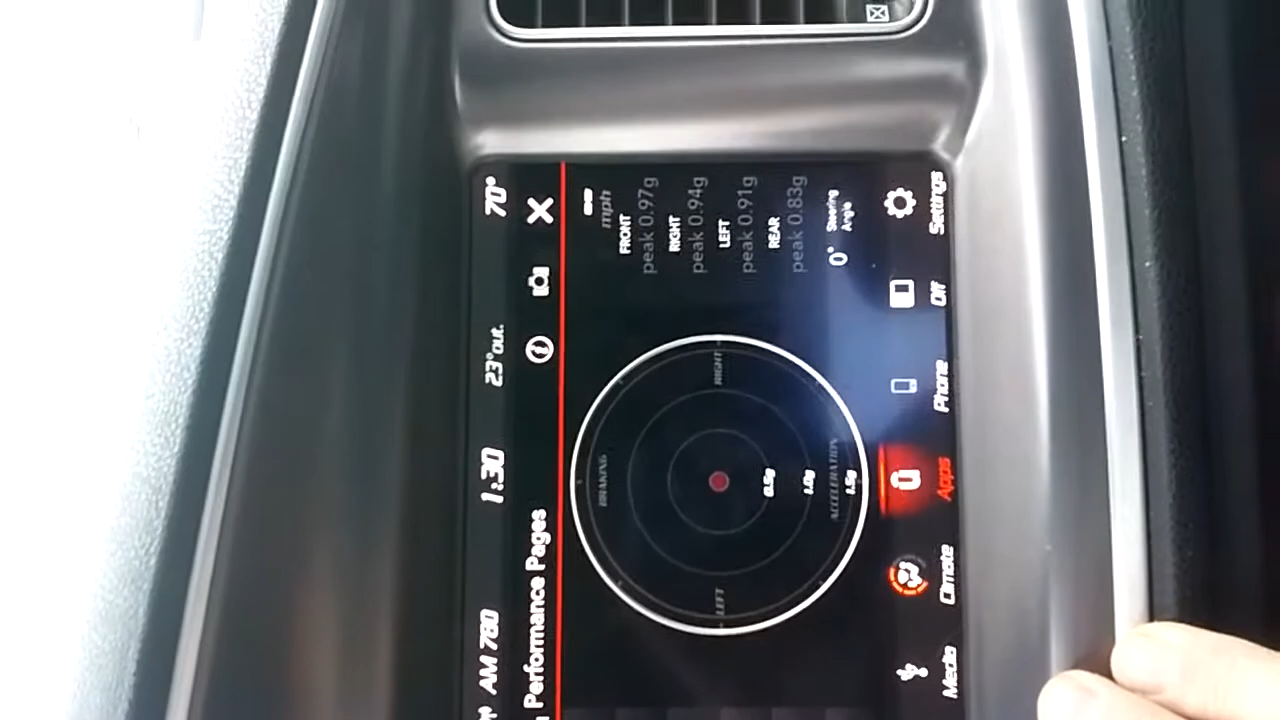 AM 780 1:30 23°out. 70°
Performance Pages
mph
FRONT
peak 0.97g
RIGHT
peak 0.94g
LEFT
peak 0.91g
REAR
peak 0.83g
0° Steering
Angle
BRAKING
LEFT RIGHT
0.5g
1.0g
ACCELERATION
1.5g
Media Climate Apps Phone Off Settings